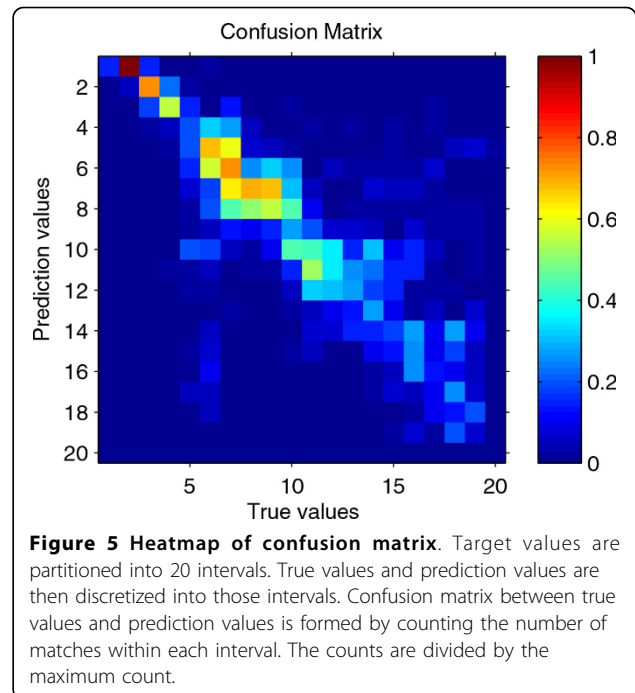 Confusion Matrix
2
4
6
8
10
12
14
16
18
20
Prediction values
5
10
15
20
True values
1
0.8
0.6
0.4
0.2
0
Figure 5 Heatmap of confusion matrix. Target values are
partitioned into 20 intervals. True values and prediction values are
then discretized into those intervals. Confusion matrix between true
values and prediction values is formed by counting the number of
matches within each interval. The counts are divided by the
maximum count.